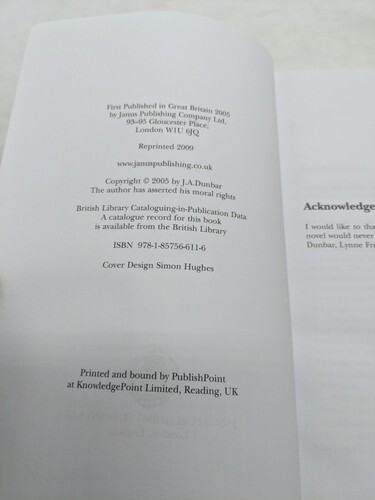 First Published in Great Britain 2005
by Janus Publishing Company Ltd,
93–95 Gloucester Place,
London W1U 6JQ
Reprinted 2009
www.januspublishing.co.uk
Copyright © 2005 by J.A.Dunbar
The author has asserted his moral rights
British Library Cataloguing-in-Publication Data
A catalogue record for this book
is available from the British Library
ISBN 978-1-85756-611-6
Cover Design Simon Hughes
Printed and bound by PublishPoint
at KnowledgePoint Limited, Reading, UK
Acknowledge
I would like to tha
novel would never
Dunbar, Lynne Fre